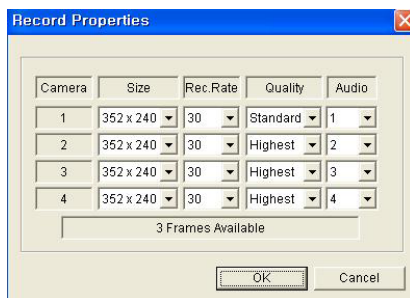 Record Properties
Camera Size Rec.Rate Quality Audio
1 352 x 240 30 Standard 1
2 352 x 240 30 Highest 2
3 352 x 240 30 Highest 3
4 352 x 240 30 Highest 4
3 Frames Available
OK Cancel